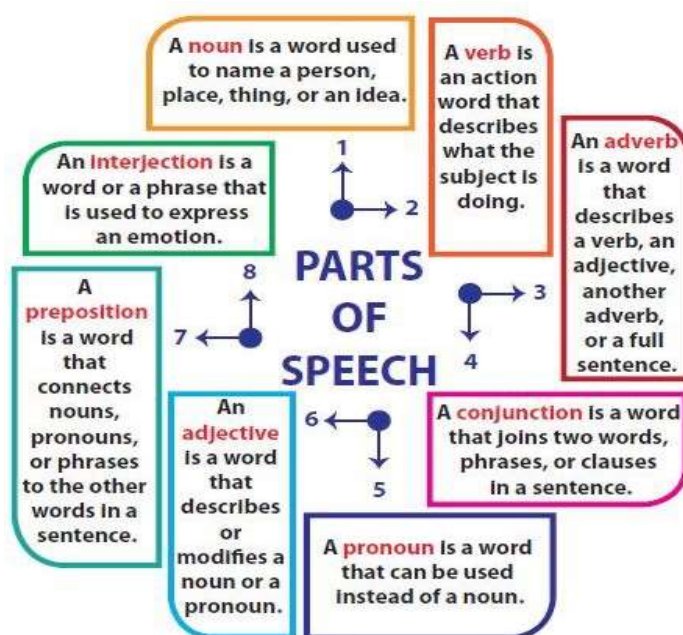 A noun is a word used
to name a person,
place, thing, or an idea.
1
2
A verb is
an action
word that
describes
what the
subject is
doing.
An adverb
is a word
that
describes
a verb, an
adjective,
another
adverb,
or a full
sentence.
3
4
A conjunction is a word
that joins two words,
phrases, or clauses
in a sentence.
PARTS
OF
SPEECH
5
6
A pronoun is a word
that can be used
instead of a noun.
An
adjective
is a word
that
describes
or
modifies a
noun or a
pronoun.
7
8
A
preposition
is a word
that
connects
nouns,
pronouns,
or phrases
to the other
words in a
sentence.
An interjection is a
word or a phrase that
is used to express
an emotion.